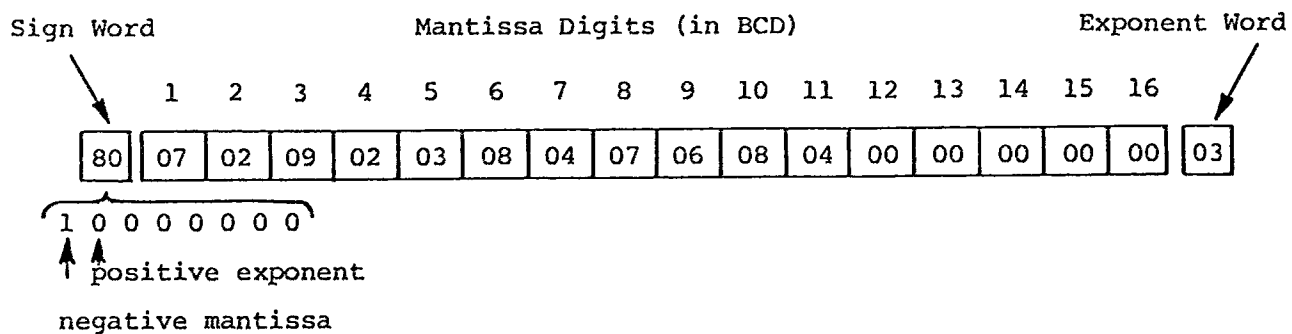 Sign Word Mantissa Digits (in BCD) Exponent Word
1 2 3 4 5 6 7 8 9 10 11 12 13 14 15 16
80 07 02 09 02 03 08 04 07 06 08 04 00 00 00 00 00 03
1 0 0 0 0 0 0 0
positive exponent
negative mantissa